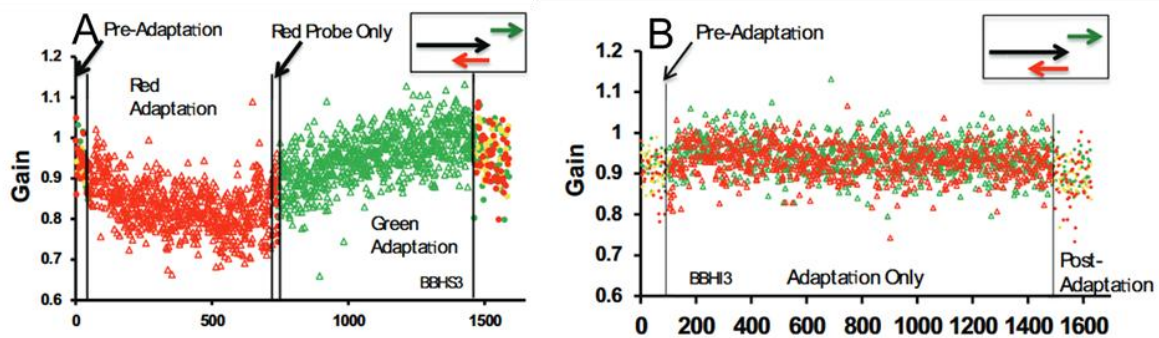 A
Pre-Adaptation
Red Probe Only
Red
Adaptation
Green
Adaptation
BBHS3
Gain
1.2
1.1
1
0.9
0.8
0.7
0.6
0
500
1000
1500
B
Pre-Adaptation
BBHI3
Adaptation Only
Post-
Adaptation
Gain
1.2
1.1
1
0.9
0.8
0.7
0.6
0
200
400
600
800
1000
1200
1400
1600